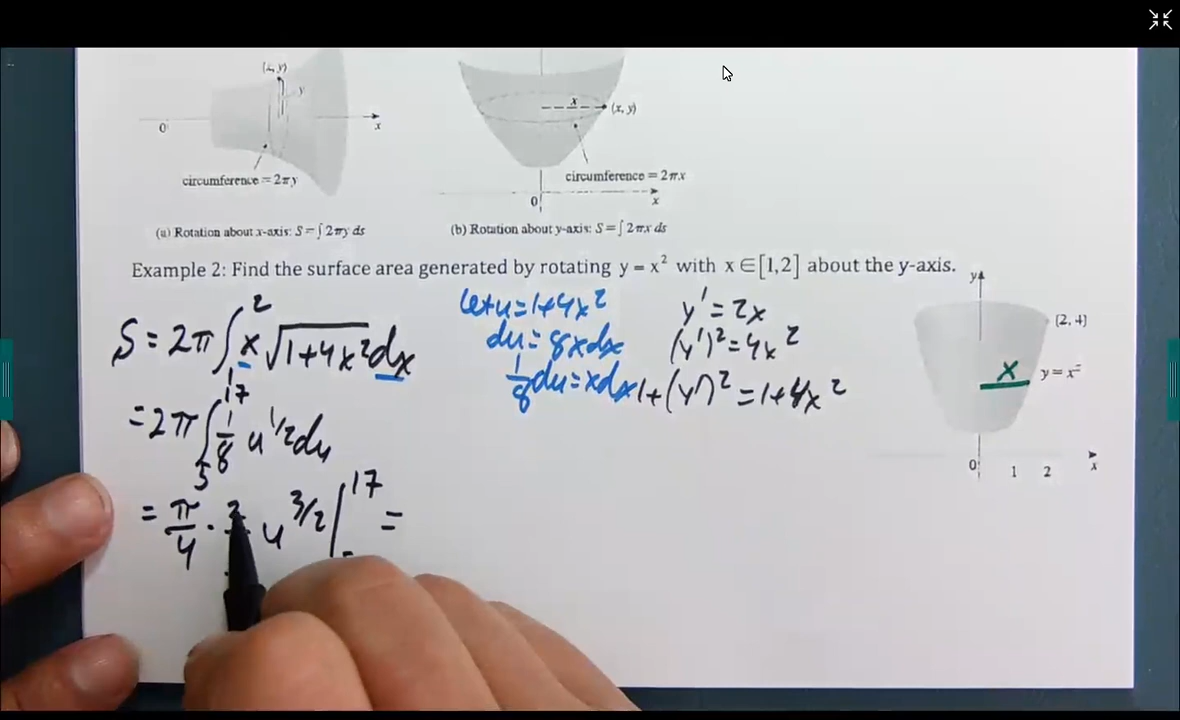 (x, y)
y
0
x
circumference = 2πy
(a) Rotation about x-axis: S = ∫ 2πy ds
x
(x, y)
circumference = 2πx
0
x
(b) Rotation about y-axis: S = ∫ 2πx ds
Example 2: Find the surface area generated by rotating y = x² with x ∈ [1,2] about the y-axis.
S = 2π ∫₁² x √1+4x² dx
= 2π ∫₅¹⁷ 1/8 u^1/2 du
= π/4 · u^3/2 |¹⁷ =
let u = 1+4x²
du = 8xdx
1/8 du = xdx
y' = 2x
(y')² = 4x²
1+(y')² = 1+4x²
y
(2, 4)
x
y = x²
0
1
2
x